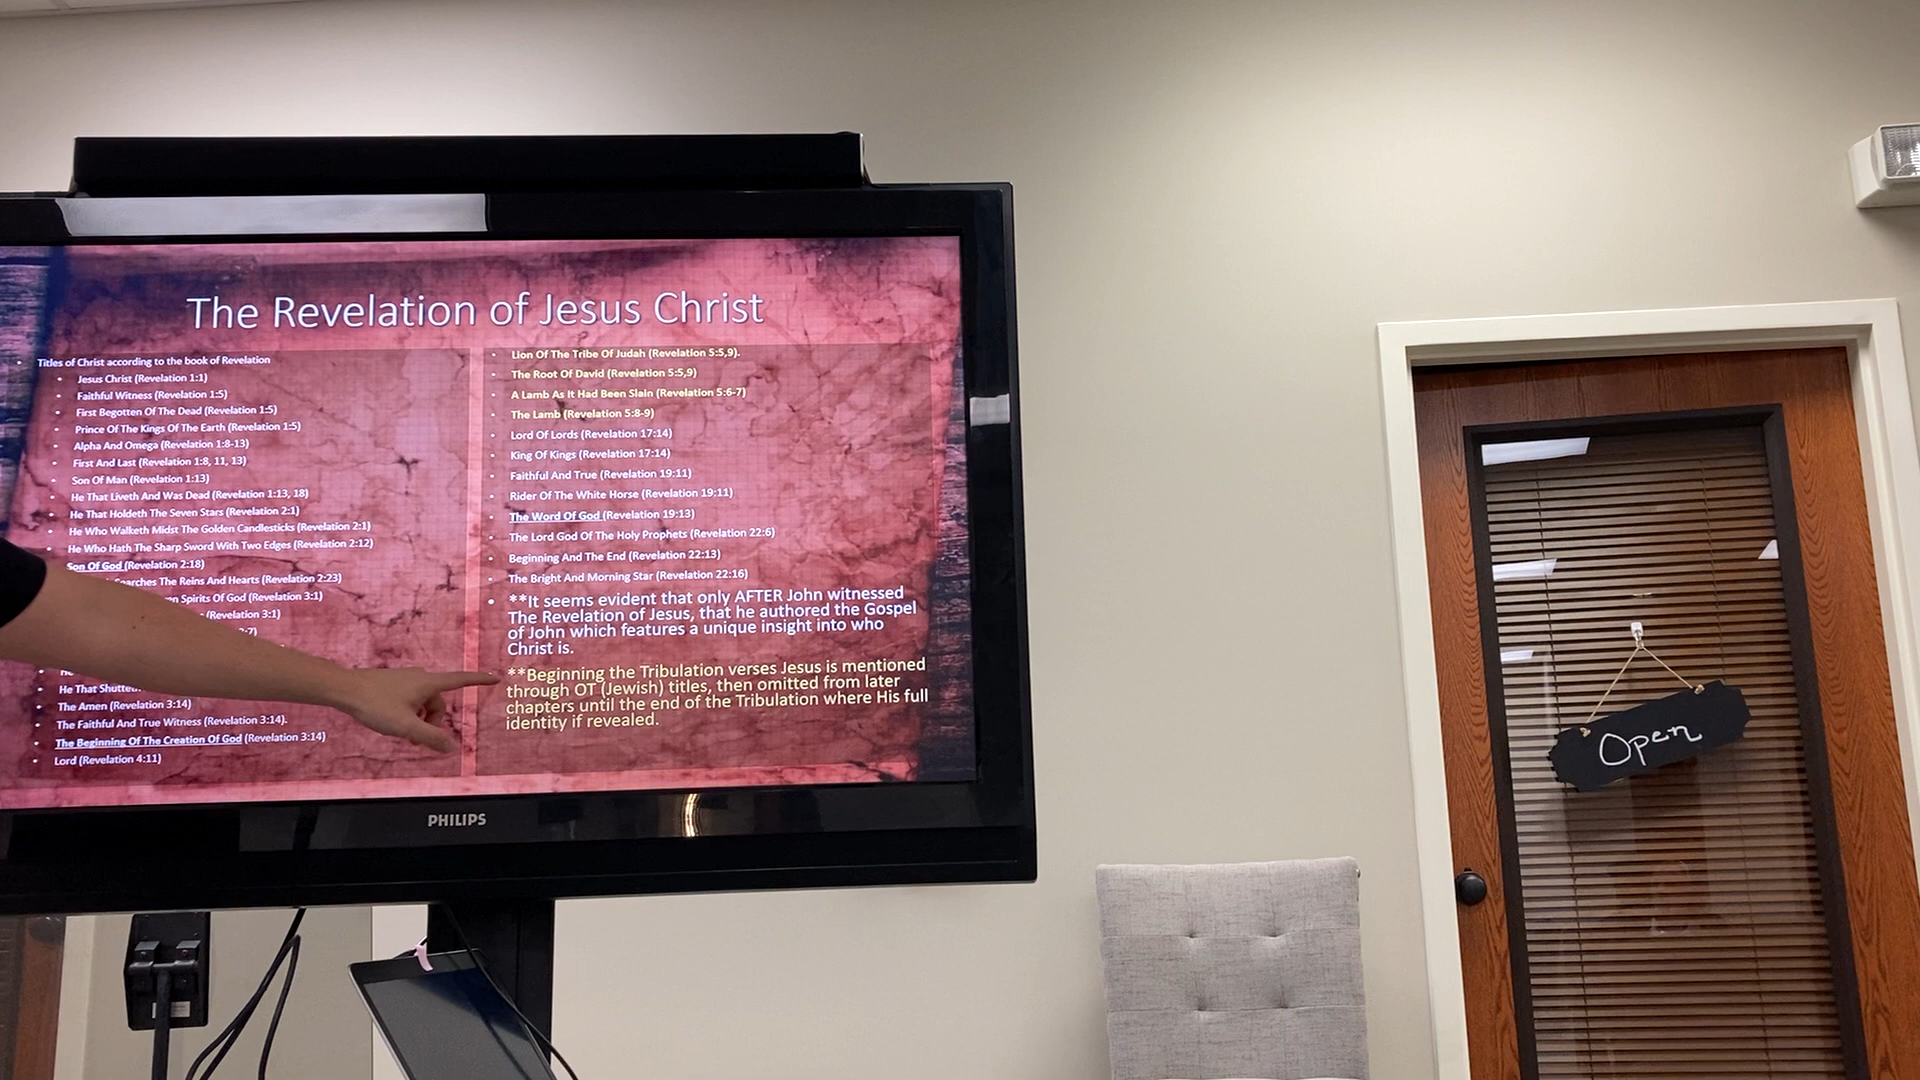 The Revelation of Jesus Christ
Titles of Christ according to the book of Revelation
Jesus Christ (Revelation 1:1)
Faithful Witness (Revelation 1:5)
First Begotten Of The Dead (Revelation 1:5)
Prince Of The Kings Of The Earth (Revelation 1:5)
Alpha And Omega (Revelation 1:8-13)
First And Last (Revelation 1:8, 11, 13)
Son Of Man (Revelation 1:13)
He That Liveth And Was Dead (Revelation 1:13, 18)
He That Holdeth The Seven Stars (Revelation 2:1)
He Who Walketh Midst The Golden Candlesticks (Revelation 2:1)
He Who Hath The Sharp Sword With Two Edges (Revelation 2:12)
Son Of God (Revelation 2:18)
Searches The Reins And Hearts (Revelation 2:23)
Spirits Of God (Revelation 3:1)
(Revelation 3:1)
He That
The Amen (Revelation 3:14)
The Faithful And True Witness (Revelation 3:14).
The Beginning Of The Creation Of God (Revelation 3:14)
Lord (Revelation 4:11)
Lion Of The Tribe Of Judah (Revelation 5:5,9).
The Root Of David (Revelation 5:5,9)
A Lamb As It Had Been Slain (Revelation 5:6-7)
The Lamb (Revelation 5:8-9)
Lord Of Lords (Revelation 17:14)
King Of Kings (Revelation 17:14)
Faithful And True (Revelation 19:11)
Rider Of The White Horse (Revelation 19:11)
The Word Of God (Revelation 19:13)
The Lord God Of The Holy Prophets (Revelation 22:6)
Beginning And The End (Revelation 22:13)
The Bright And Morning Star (Revelation 22:16)
**It seems evident that only AFTER John witnessed
The Revelation of Jesus, that he authored the Gospel
of John which features a unique insight into who
Christ is.
**Beginning the Tribulation verses Jesus is mentioned
through OT (Jewish) titles, then omitted from later
chapters until the end of the Tribulation where His full
identity if revealed.
PHILIPS
Open